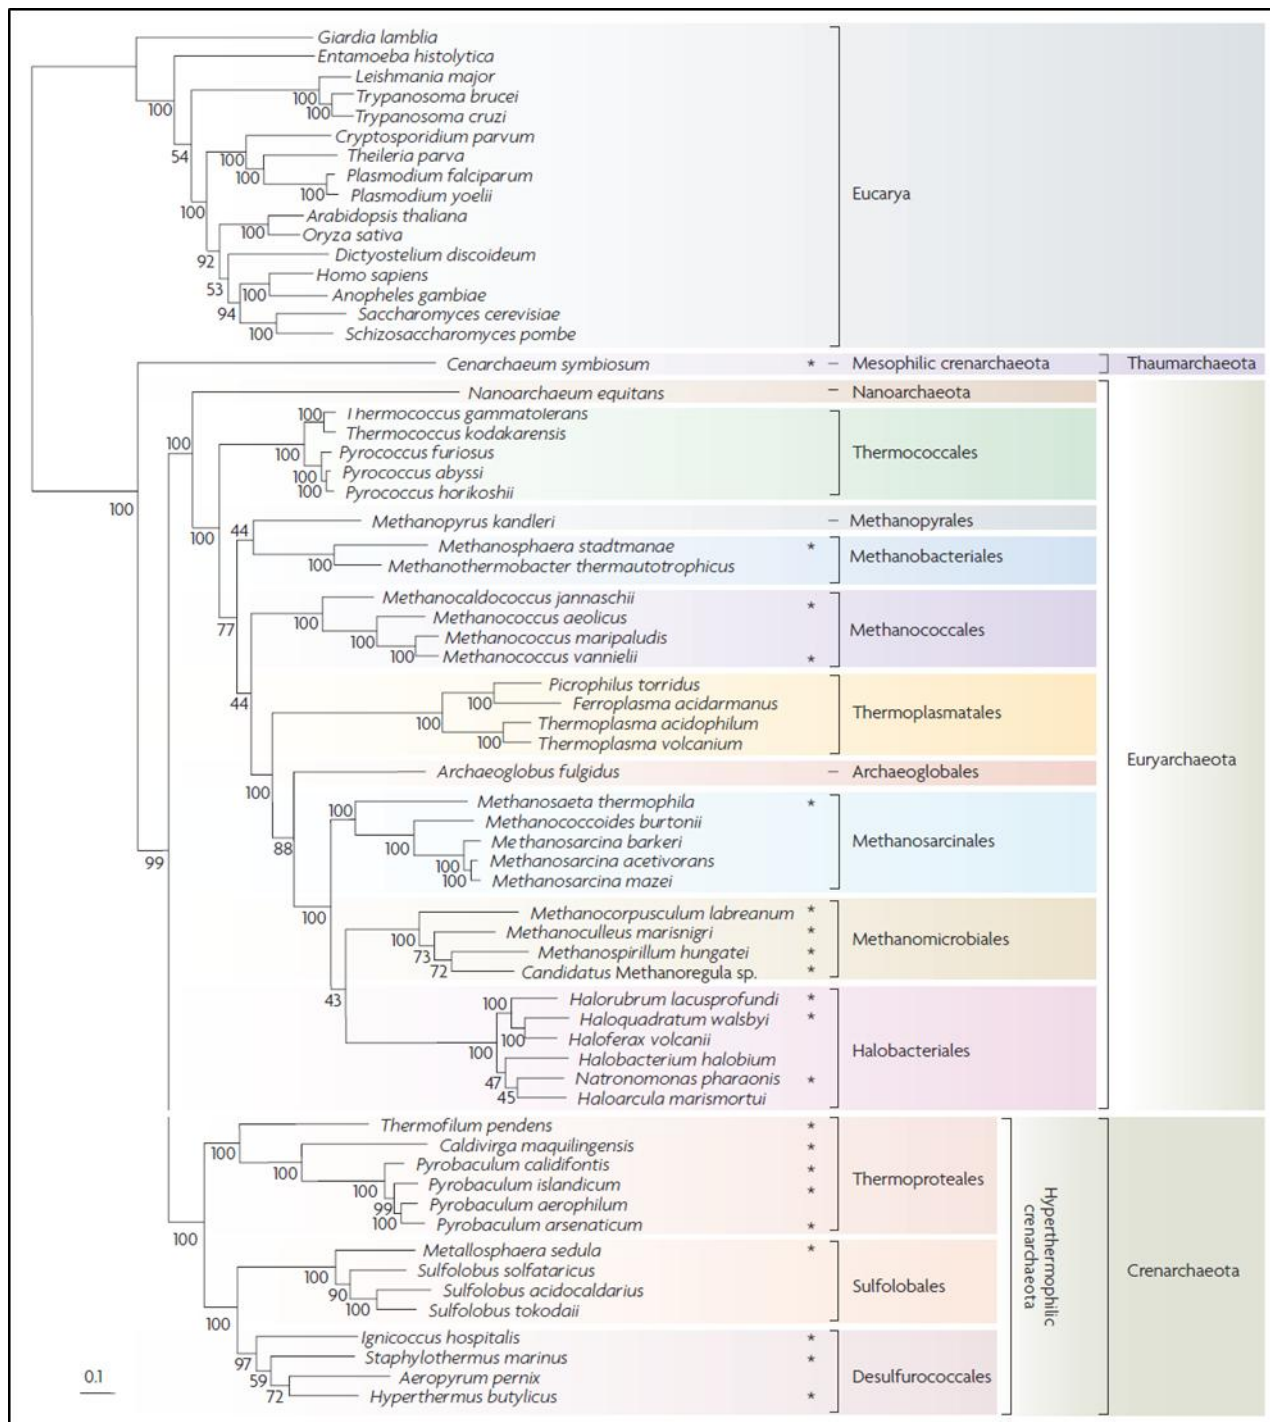 Giardia lamblia
Entamoeba histolytica
Leishmania major
100 Trypanosoma brucei
100 100 Trypanosoma cruzi
Cryptosporidium parvum
54 100 Theileria parva
100 Plasmodium falciparum
100 Plasmodium yoelii
Eucarya
100 Arabidopsis thaliana
100 Oryza sativa
92 Dictyostelium discoideum
Homo sapiens
53 100 Anopheles gambiae
94 Saccharomyces cerevisiae
100 Schizosaccharomyces pombe
Cenarchaeum symbiosum * Mesophilic crenarchaeota Thaumarchaeota
Nanoarchaeum equitans Nanoarchaeota
100 Thermococcus gammatolerans
Thermococcus kodakarensis
100 Pyrococcus furiosus Thermococcales
100 100 Pyrococcus abyssi
100 Pyrococcus horikoshii
100
44 Methanopyrus kandleri Methanopyrales
100
Methanosphaera stadtmanae *
100 Methanothermobacter thermautotrophicus Methanobacteriales
Methanocaldococcus jannaschii *
100 Methanococcus aeolicus
77 100 Methanococcus maripaludis Methanococcales
100 Methanococcus vannielii *
Picrophilus torridus
44 100 Ferroplasma acidarmanus
100 Thermoplasma acidophilum Thermoplasmatales
100 Thermoplasma volcanium
Euryarchaeota
Archaeoglobus fulgidus Archaeoglobales
100
100 Methanosaeta thermophila *
Methanococcoides burtonii
88 100 Methanosarcina barkeri Methanosarcinales
99 100 Methanosarcina acetivorans
100 Methanosarcina mazei
100 Methanocorpusculum labreanum *
100 Methanoculleus marisnigri *
73 Methanospirillum hungatei * Methanomicrobiales
72 Candidatus Methanoregula sp. *
43 100 Halorubrum lacusprofundi *
Haloquadratum walsbyi *
100 Haloferax volcanii
100 Halobacterium halobium Halobacteriales
47 Natronomonas pharaonis *
45 Haloarcula marismortui
Thermofilum pendens *
100 Caldivirga maquilingensis *
100 Pyrobaculum calidifontis *
100 Pyrobaculum islandicum * Thermoproteales
99 Pyrobaculum aerophilum
100 Pyrobaculum arsenaticum *
100
Metallosphaera sedula *
100 Sulfolobus solfataricus
90 Sulfolobus acidocaldarius Sulfolobales
100 Sulfolobus tokodaii
100
Hyperthermophilic
crenarchaeota
Crenarchaeota
Ignicoccus hospitalis *
97 Staphylothermus marinus *
59 Aeropyrum pernix Desulfurococcales
72 Hyperthermus butylicus *
0.1